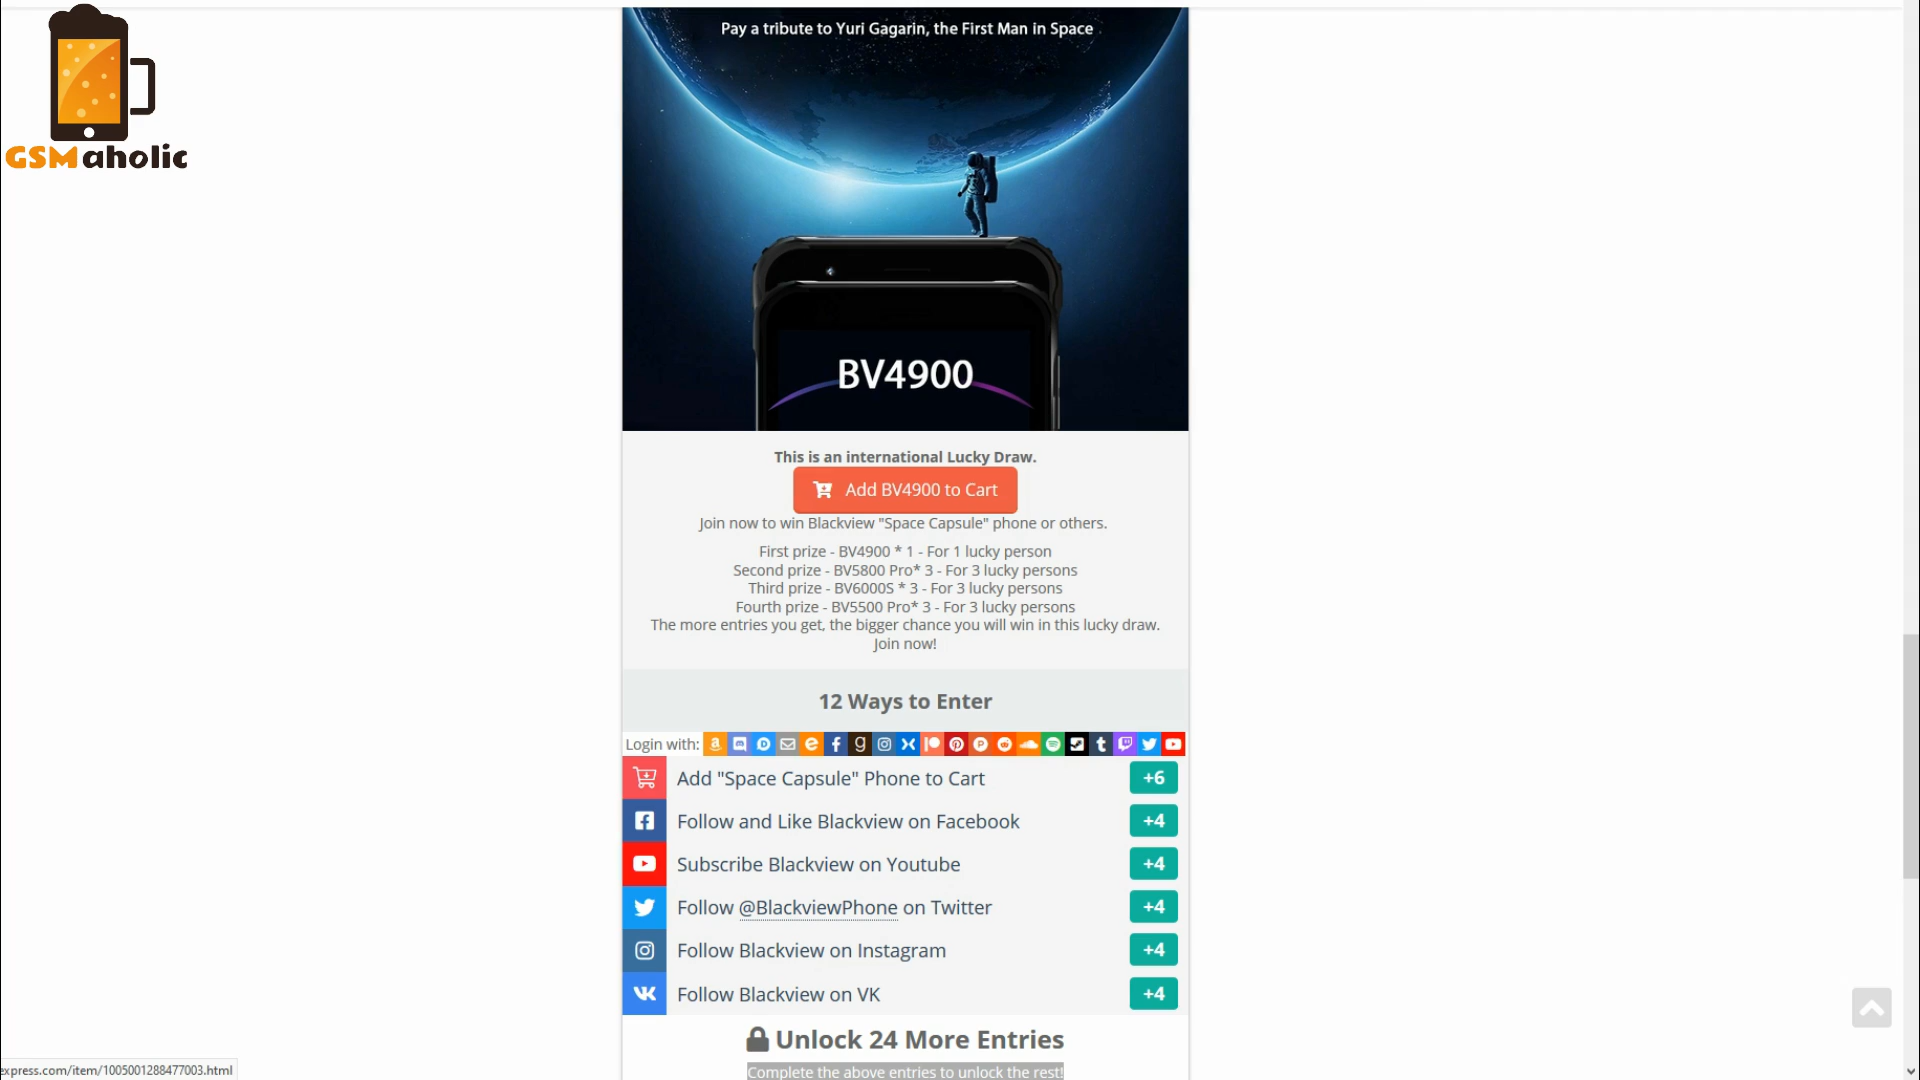 Pay a tribute to Yuri Gagarin, the First Man in Space
GSMaholic
BV4900
This is an international Lucky Draw.
Add BV4900 to Cart
Join now to win Blackview "Space Capsule" phone or others.
First prize - BV4900 * 1 - For 1 lucky person
Second prize - BV5800 Pro* 3 - For 3 lucky persons
Third prize - BV6000S * 3 - For 3 lucky persons
Fourth prize - BV5500 Pro* 3 - For 3 lucky persons
The more entries you get, the bigger chance you will win in this lucky draw.
Join now!
12 Ways to Enter
Login with:
Add "Space Capsule" Phone to Cart +6
Follow and Like Blackview on Facebook +4
Subscribe Blackview on Youtube +4
Follow @BlackviewPhone on Twitter +4
Follow Blackview on Instagram +4
Follow Blackview on VK +4
Unlock 24 More Entries
Complete the above entries to unlock the rest!
express.com/item/1005001288477003.html